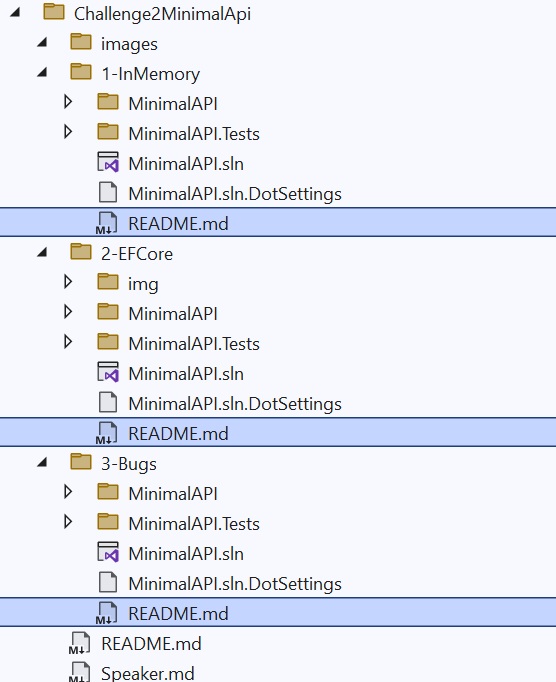 Challenge2MinimalApi
images
1-InMemory
MinimalAPI
MinimalAPI.Tests
MinimalAPI.sln
MinimalAPI.sln.DotSettings
README.md
2-EFCore
img
MinimalAPI
MinimalAPI.Tests
MinimalAPI.sln
MinimalAPI.sln.DotSettings
README.md
3-Bugs
MinimalAPI
MinimalAPI.Tests
MinimalAPI.sln
MinimalAPI.sln.DotSettings
README.md
README.md
Speaker.md